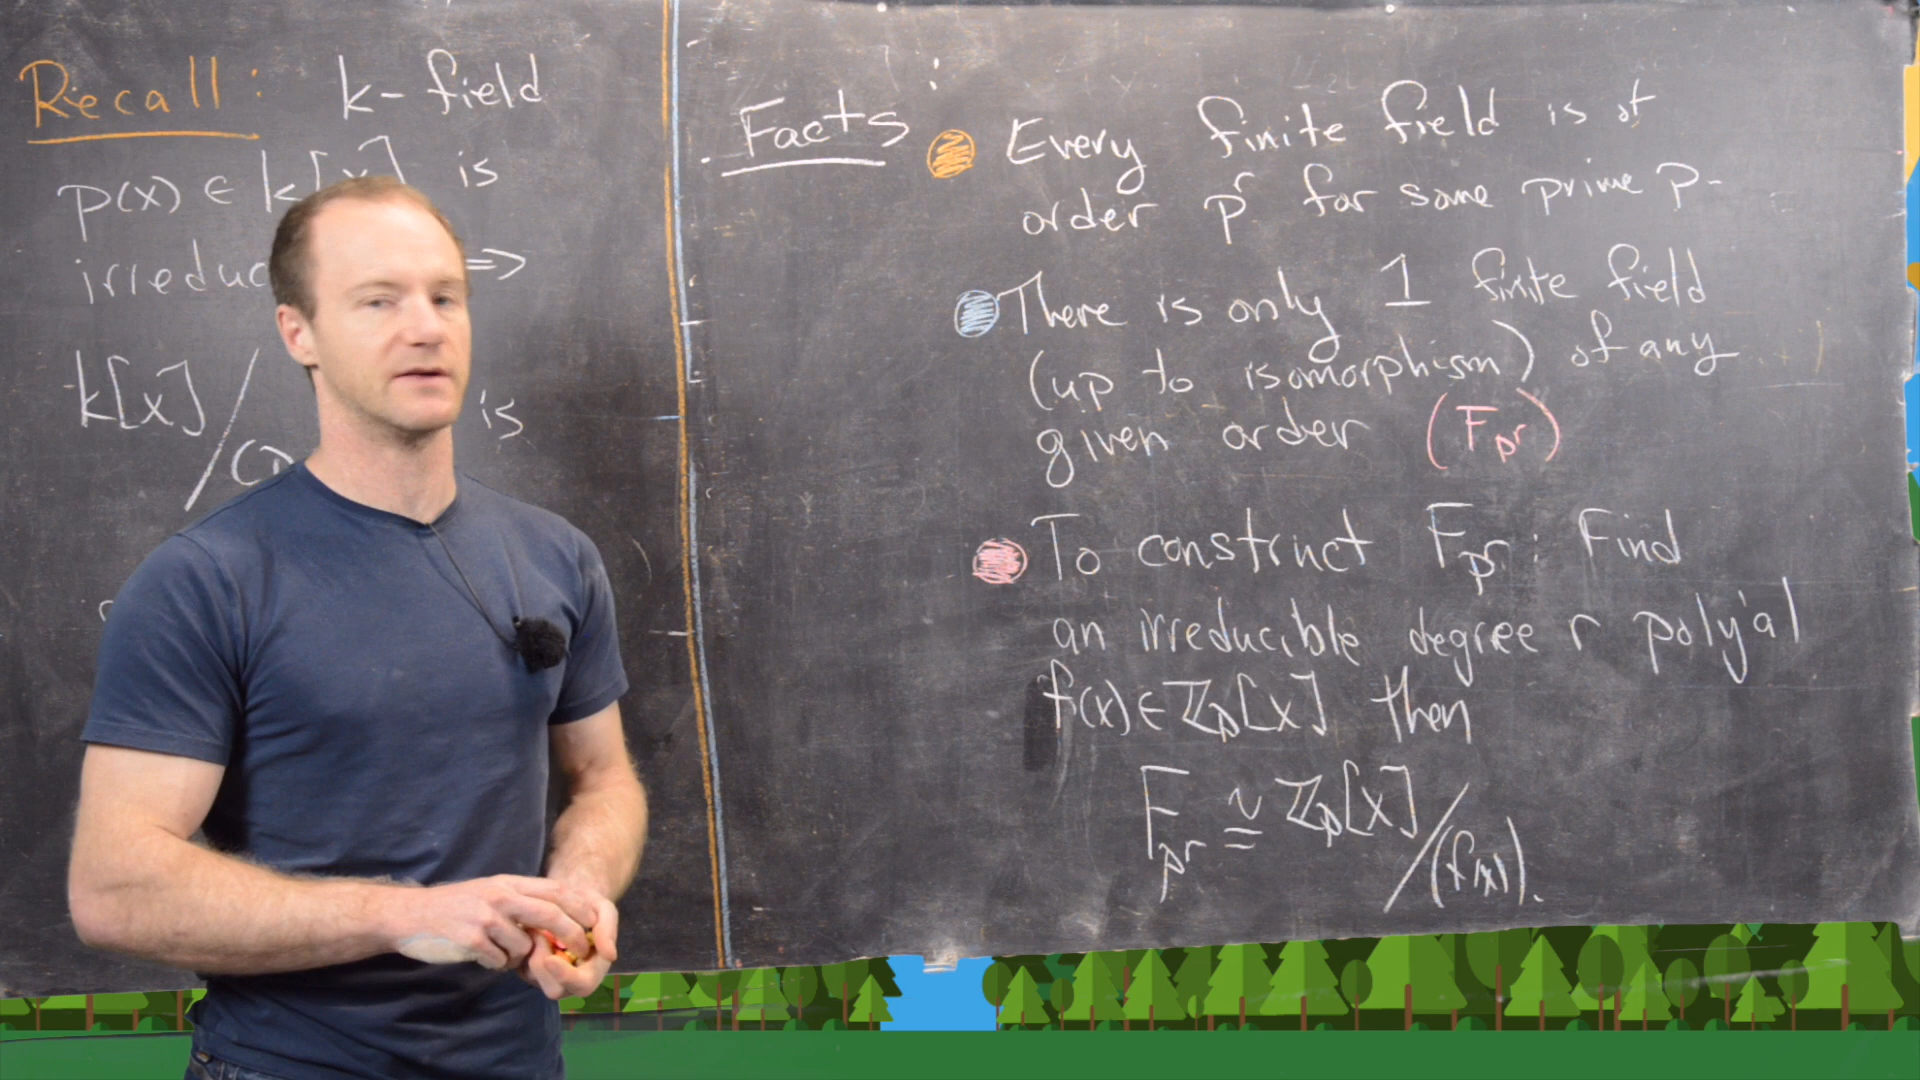 Recall: k- field
p(x) ∈ k[x] is
irreduc ⇒
k[x]/( is
Facts:
Every finite field is of
order p^r for some prime p.
There is only 1 finite field
(up to isomorphism) of any
given order (F_{p^r})
To construct F_{p^r}: Find
an irreducible degree r poly'al
f(x) ∈ ℤ_p[x] then
F_{p^r} ≅ ℤ_p[x]/(f(x)).